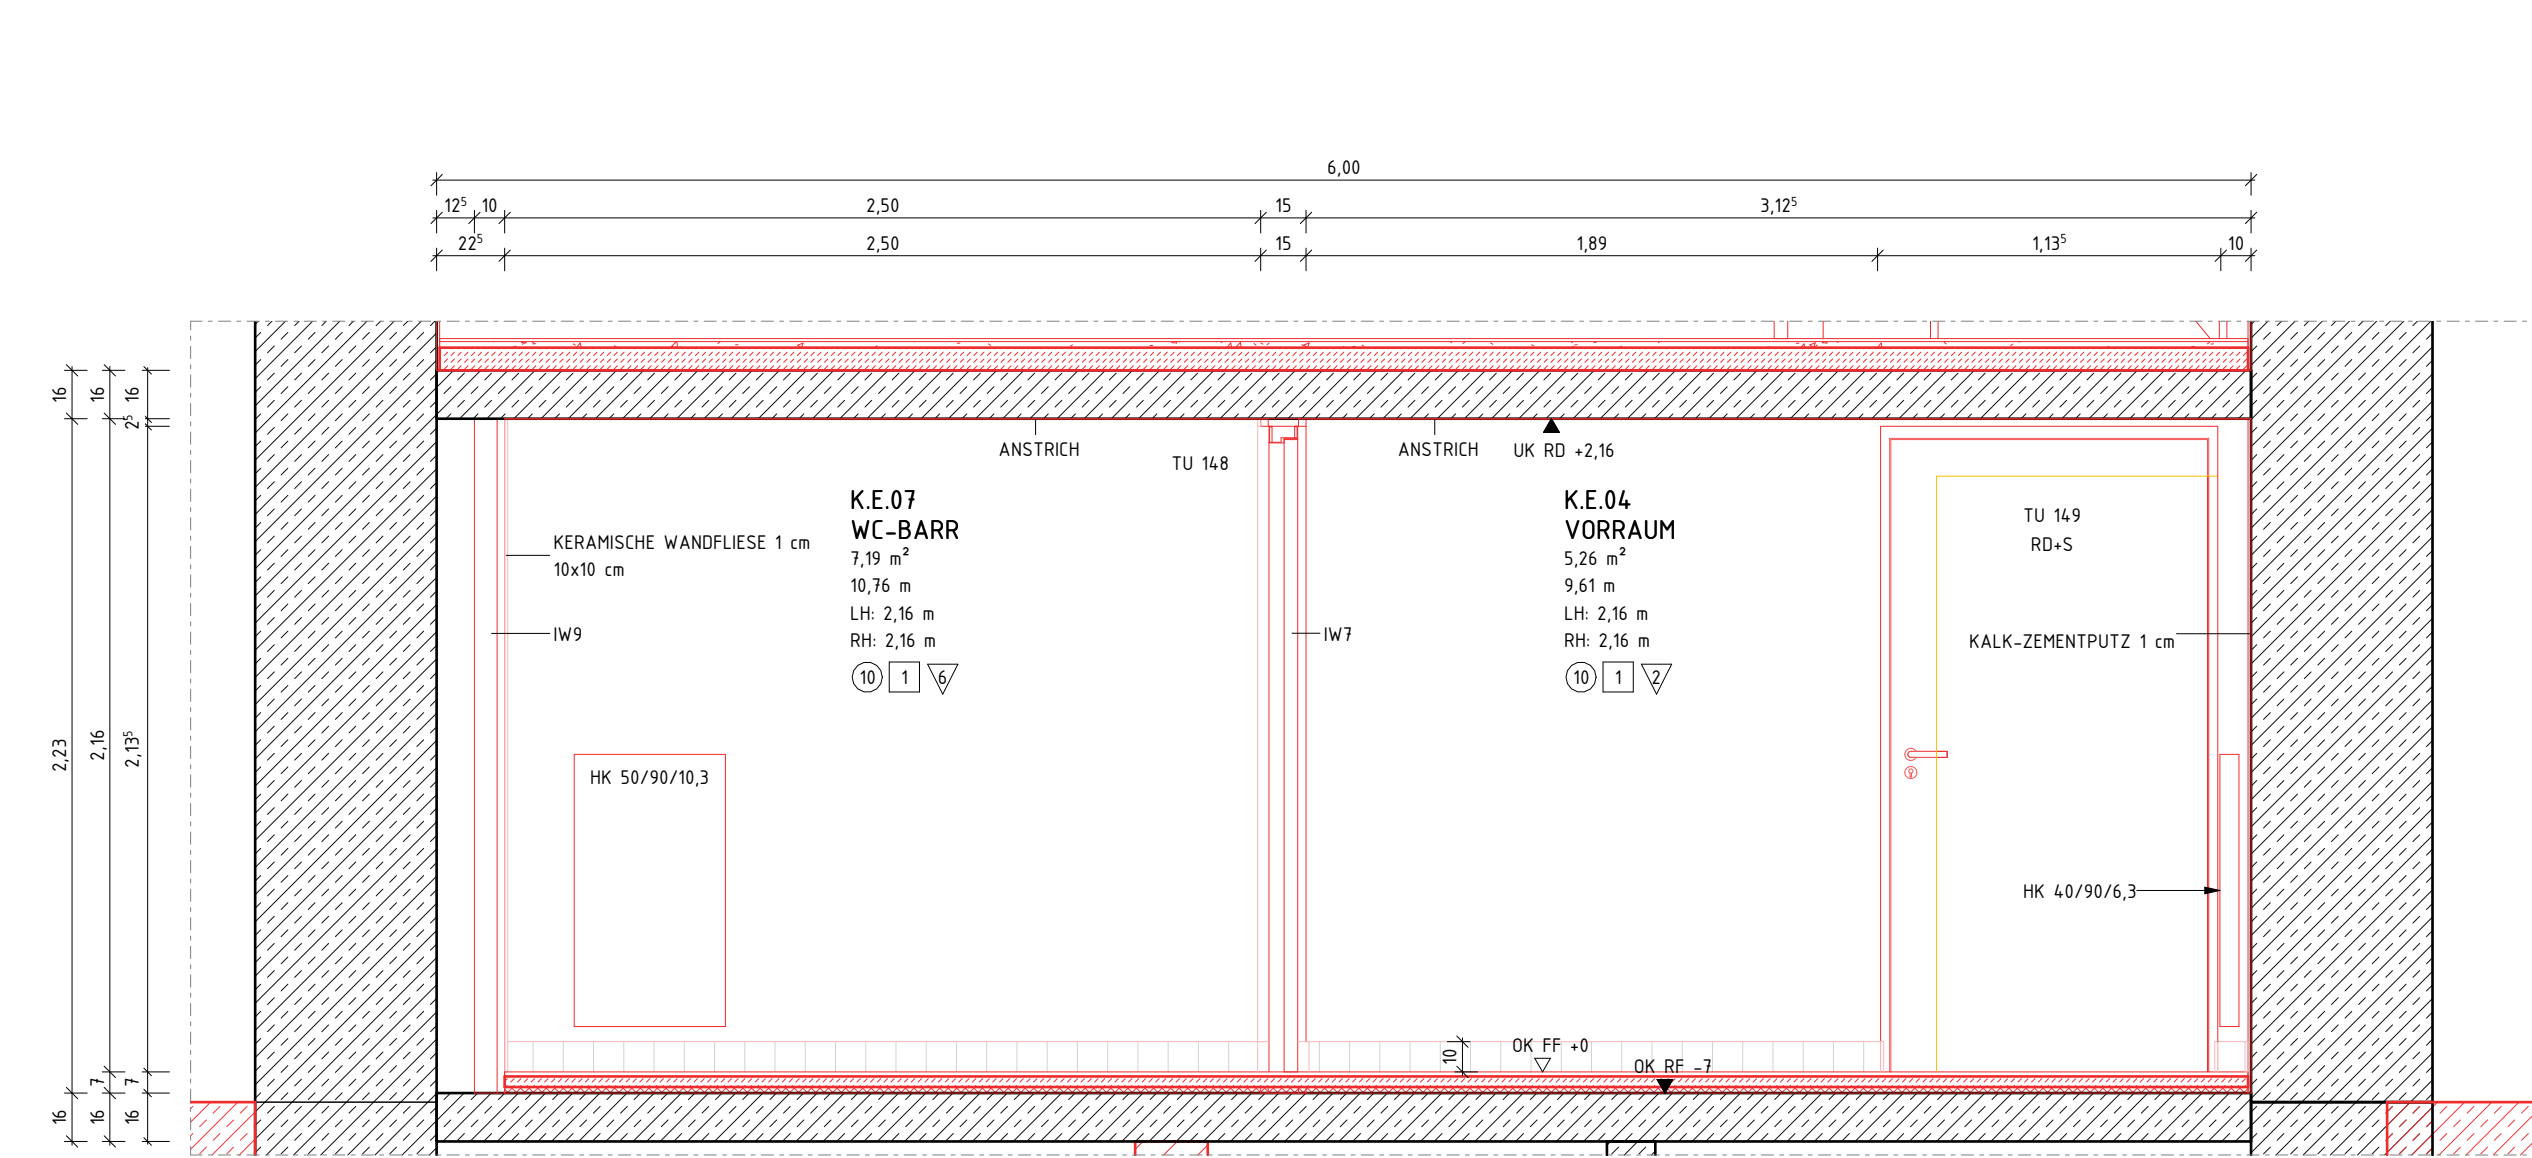 6,00
12⁵ 10 2,50 15 3,12⁵
22⁵ 2,50 15 1,89 1,13⁵ 10
16 16 16
2⁵
ANSTRICH
TU 148
ANSTRICH
UK RD +2,16
K.E.07
WC-BARR
7,19 m²
10,76 m
LH: 2,16 m
RH: 2,16 m
10 1 6
K.E.04
VORRAUM
5,26 m²
9,61 m
LH: 2,16 m
RH: 2,16 m
10 1 2
TU 149
RD+S
KERAMISCHE WANDFLIESE 1 cm
10x10 cm
IW9
IW7
KALK-ZEMENTPUTZ 1 cm
2,23 2,16 2,13⁵
HK 50/90/10,3
HK 40/90/6,3
10
OK FF +0
OK RF -7
7 7
16 16 16